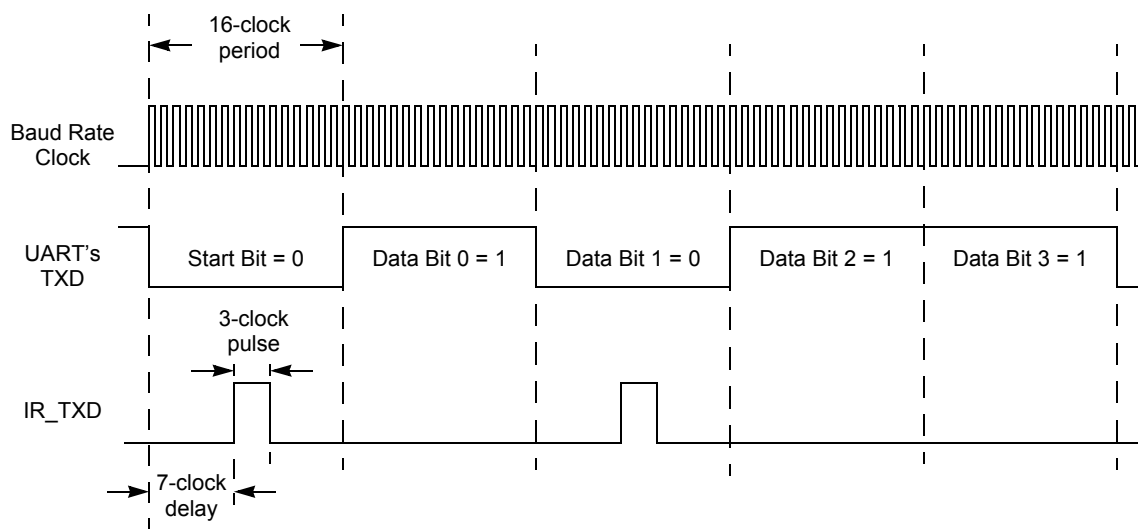 16-clock
period
Baud Rate
Clock
UART's
TXD
Start Bit = 0
Data Bit 0 = 1
Data Bit 1 = 0
Data Bit 2 = 1
Data Bit 3 = 1
3-clock
pulse
IR_TXD
7-clock
delay